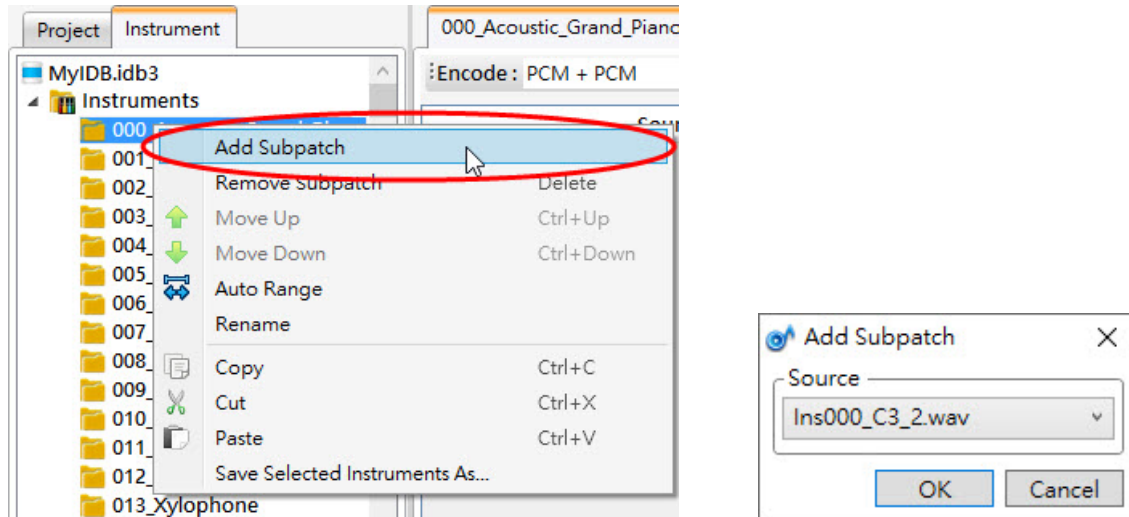 Project Instrument
000_Acoustic_Grand_Piano
MyIDB.idb3
Encode : PCM + PCM
Instruments
000
Add Subpatch
001
Remove Subpatch Delete
002_
003_ Move Up Ctrl+Up
004_ Move Down Ctrl+Down
005_
Auto Range
006_
Rename
007_
008_ Copy Ctrl+C
009_ Cut Ctrl+X
010_
Paste Ctrl+V
011_
012_ Save Selected Instruments As...
013_Xylophone
Add Subpatch
Source
Ins000_C3_2.wav
OK Cancel